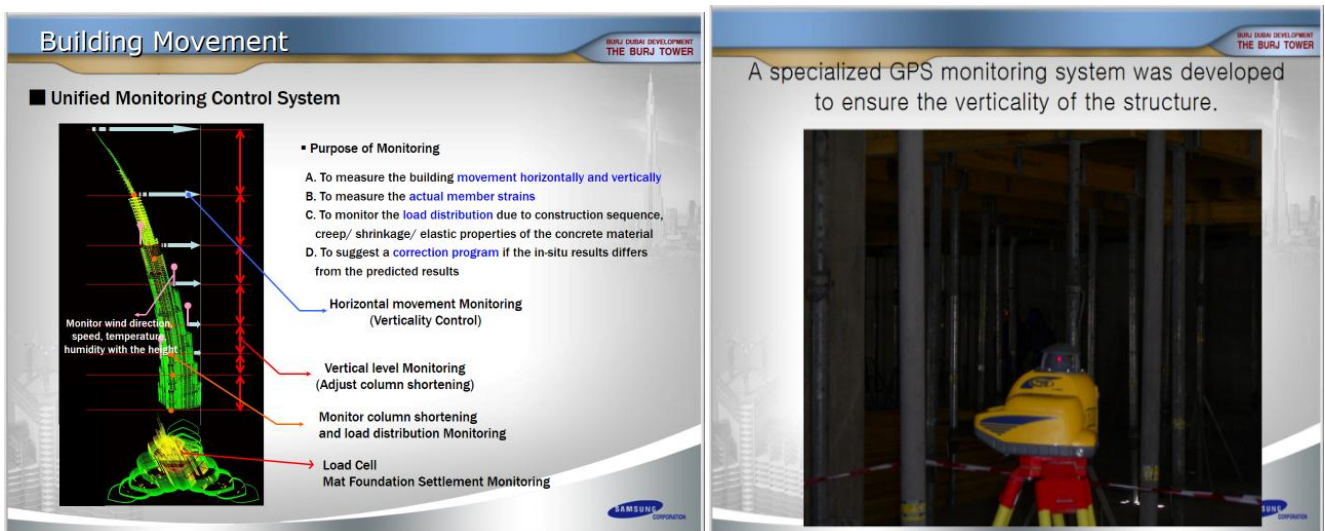 Building Movement
BURJ DUBAI DEVELOPMENT
THE BURJ TOWER
■ Unified Monitoring Control System
▪ Purpose of Monitoring
A. To measure the building movement horizontally and vertically
B. To measure the actual member strains
C. To monitor the load distribution due to construction sequence,
creep/ shrinkage/ elastic properties of the concrete material
D. To suggest a correction program if the in-situ results differs
from the predicted results
Horizontal movement Monitoring
(Verticality Control)
Monitor wind direction,
speed, temperature,
humidity with the height
Vertical level Monitoring
(Adjust column shortening)
Monitor column shortening
and load distribution Monitoring
Load Cell
Mat Foundation Settlement Monitoring
SAMSUNG
CORPORATION
BURJ DUBAI DEVELOPMENT
THE BURJ TOWER
A specialized GPS monitoring system was developed
to ensure the verticality of the structure.
CORPORATION